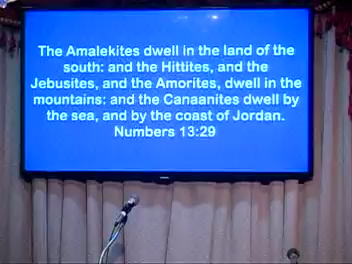 The Amalekites dwell in the land of the
south: and the Hittites, and the
Jebusites, and the Amorites, dwell in the
mountains: and the Canaanites dwell by
the sea, and by the coast of Jordan.
Numbers 13:29